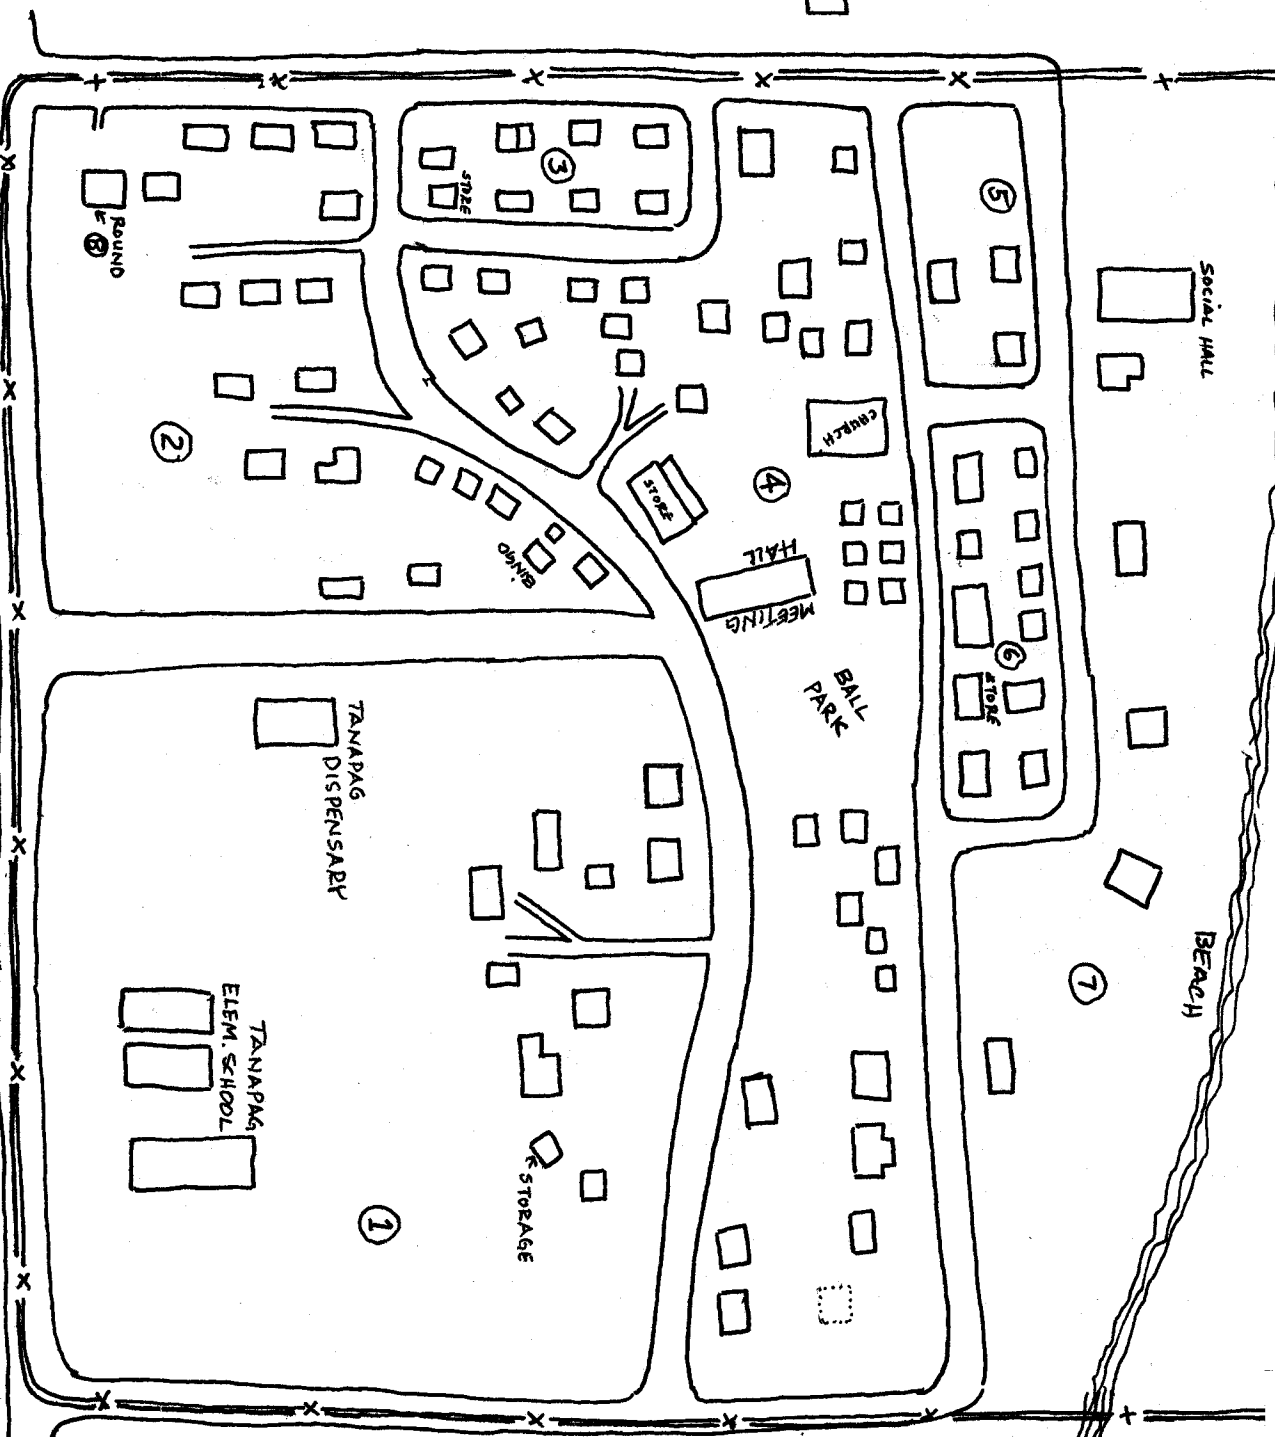 3
STORE
5
ROUND
B
SOCIAL HALL
CHURCH
2
4
STORE
BINGO
HALL
MEETING
6
STORE
BALL
PARK
TANAPAG
DISPENSARY
BEACH
7
TANAPAG
ELEM. SCHOOL
STORAGE
1